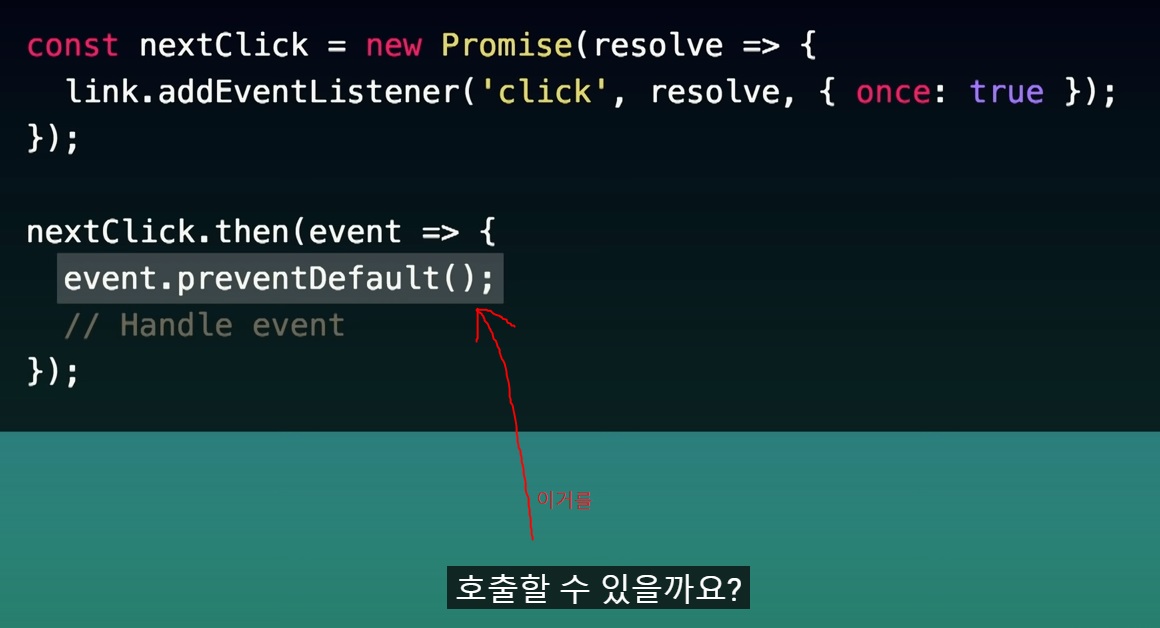 const nextClick = new Promise(resolve => {
  link.addEventListener('click', resolve, { once: true });
});

nextClick.then(event => {
  event.preventDefault();
  // Handle event
});
이거를
호출할 수 있을까요?